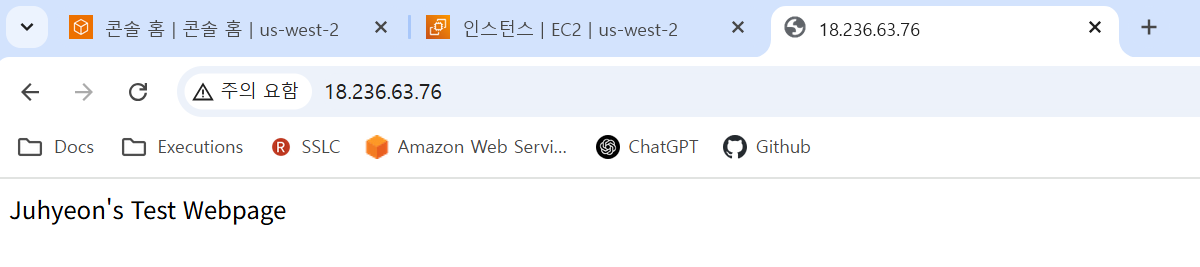 콘솔 홈 | 콘솔 홈 | us-west-2 인스턴스 | EC2 | us-west-2 18.236.63.76
주의 요함 18.236.63.76
Docs Executions R SSLC Amazon Web Servi... ChatGPT Github
Juhyeon's Test Webpage